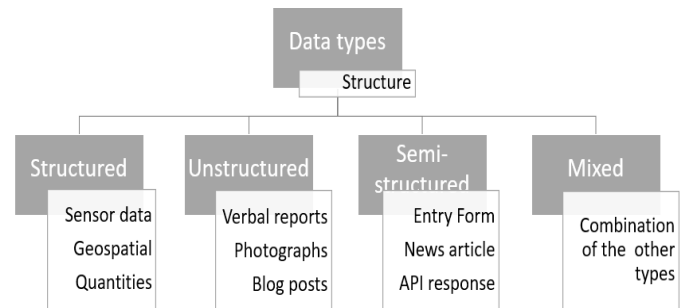 Data types
Structure
Structured
Sensor data
Geospatial
Quantities
Unstructured
Verbal reports
Photographs
Blog posts
Semi-
structured
Entry Form
News article
API response
Mixed
Combination
of the other
types